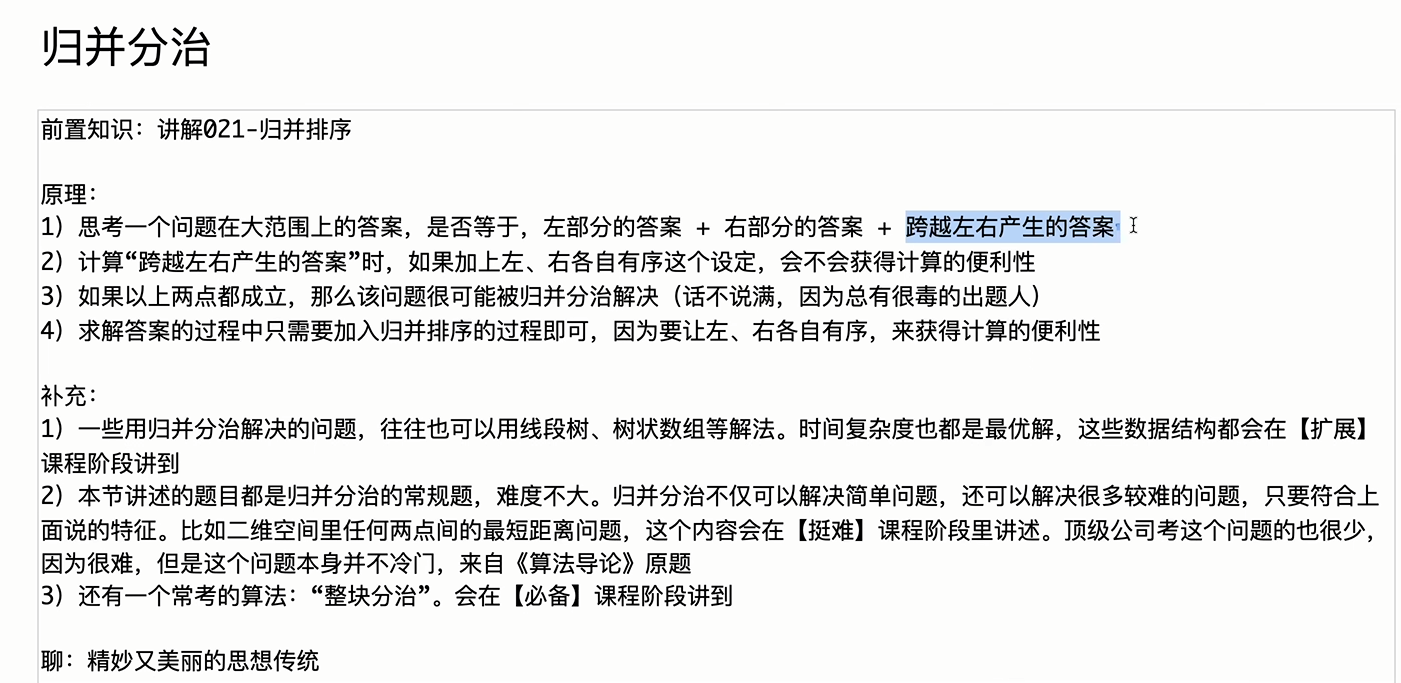 归并分治
前置知识：讲解021-归并排序
原理：
1）思考一个问题在大范围上的答案，是否等于，左部分的答案 + 右部分的答案 + 跨越左右产生的答案
2）计算“跨越左右产生的答案”时，如果加上左、右各自有序这个设定，会不会获得计算的便利性
3）如果以上两点都成立，那么该问题很可能被归并分治解决（话不说满，因为总有很毒的出题人）
4）求解答案的过程中只需要加入归并排序的过程即可，因为要让左、右各自有序，来获得计算的便利性
补充：
1）一些用归并分治解决的问题，往往也可以用线段树、树状数组等解法。时间复杂度也都是最优解，这些数据结构都会在【扩展】
课程阶段讲到
2）本节讲述的题目都是归并分治的常规题，难度不大。归并分治不仅可以解决简单问题，还可以解决很多较难的问题，只要符合上
面说的特征。比如二维空间里任何两点间的最短距离问题，这个内容会在【挺难】课程阶段里讲述。顶级公司考这个问题的也很少，
因为很难，但是这个问题本身并不冷门，来自《算法导论》原题
3）还有一个常考的算法：“整块分治”。会在【必备】课程阶段讲到
聊：精妙又美丽的思想传统